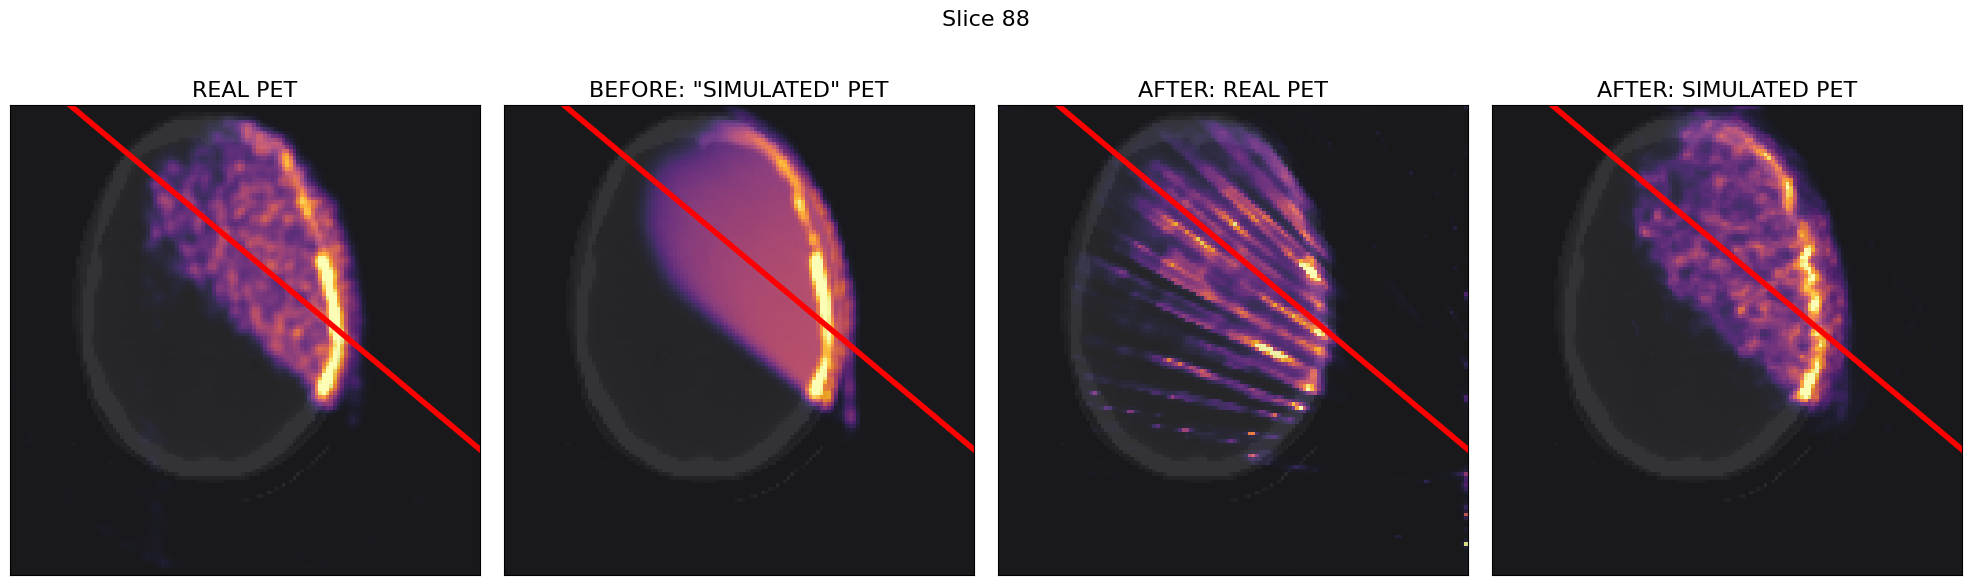 Slice 88
REAL PET
BEFORE: "SIMULATED" PET
AFTER: REAL PET
AFTER: SIMULATED PET